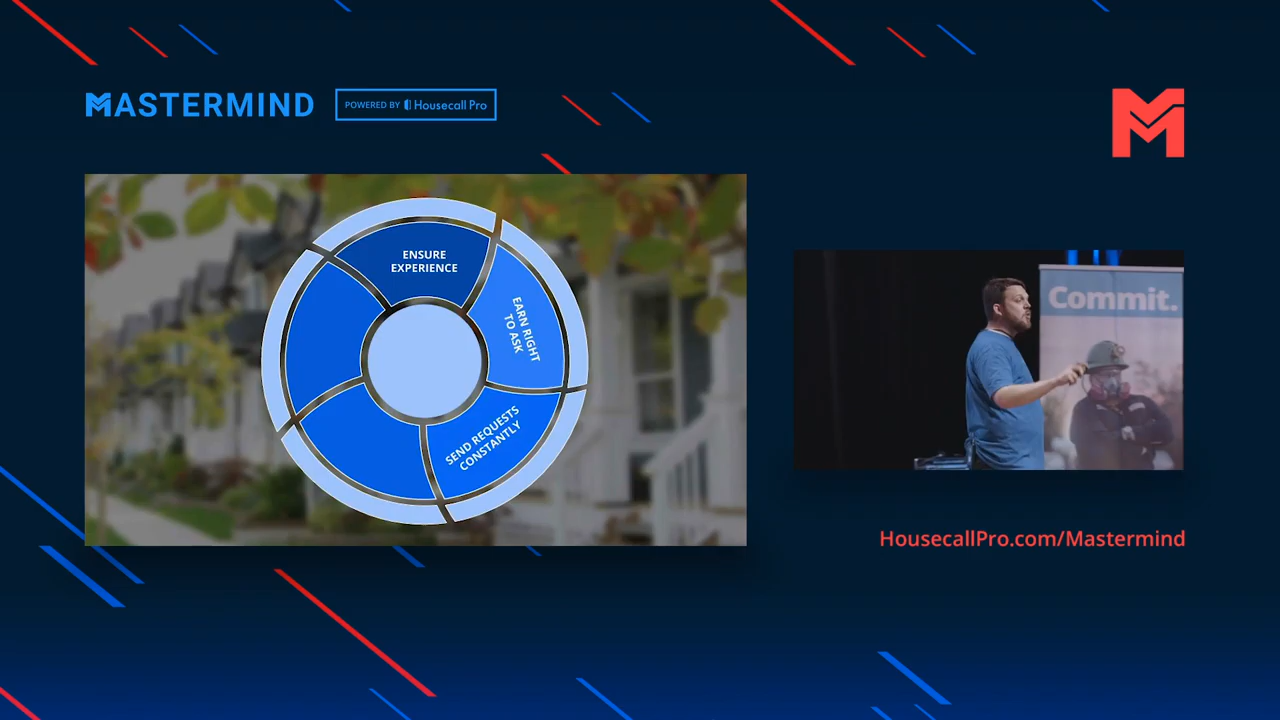 MASTERMIND
POWERED BY Housecall Pro
ENSURE
EXPERIENCE
EARN RIGHT
TO ASK
SEND REQUESTS
CONSTANTLY
Commit.
HousecallPro.com/Mastermind